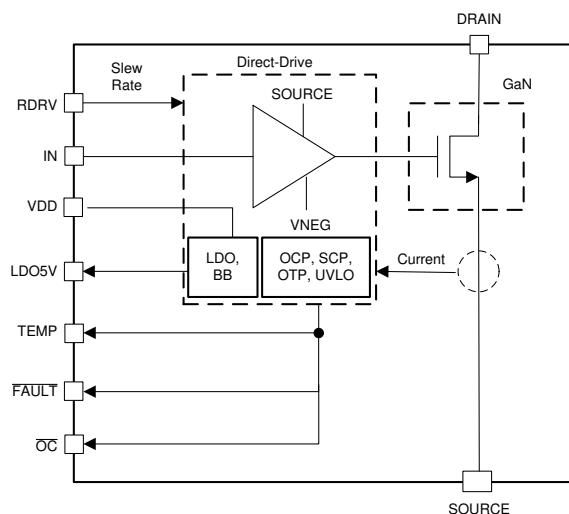 DRAIN
Direct-Drive
Slew
Rate
GaN
SOURCE
RDRV
IN
VDD
VNEG
LDO,
BB
OCP, SCP,
OTP, UVLO
Current
LDO5V
TEMP
FAULT
OC
SOURCE